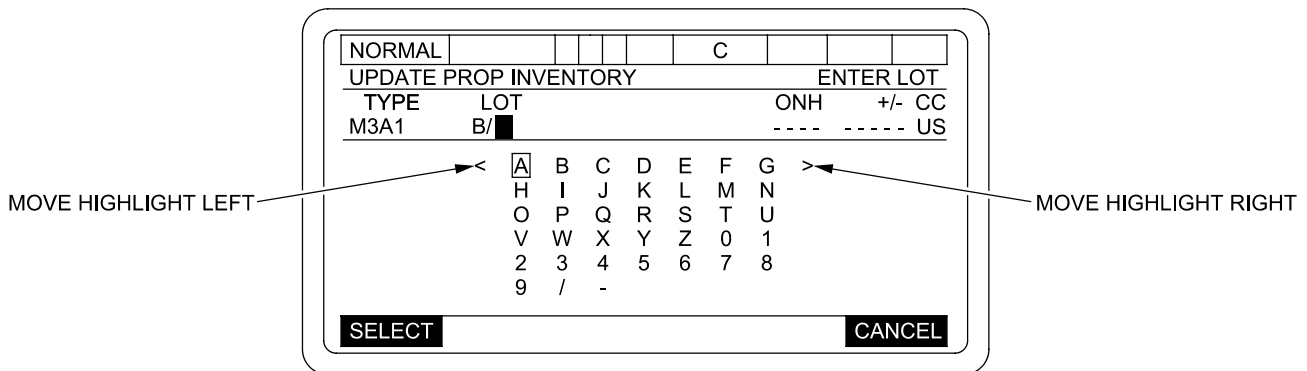 NORMAL C
UPDATE PROP INVENTORY ENTER LOT
TYPE LOT ONH +/- CC
M3A1 B/ ---- ----- US
< A B C D E F G >
MOVE HIGHLIGHT LEFT MOVE HIGHLIGHT RIGHT
H I J K L M N
O P Q R S T U
V W X Y Z 0 1
2 3 4 5 6 7 8
9 / -
SELECT CANCEL